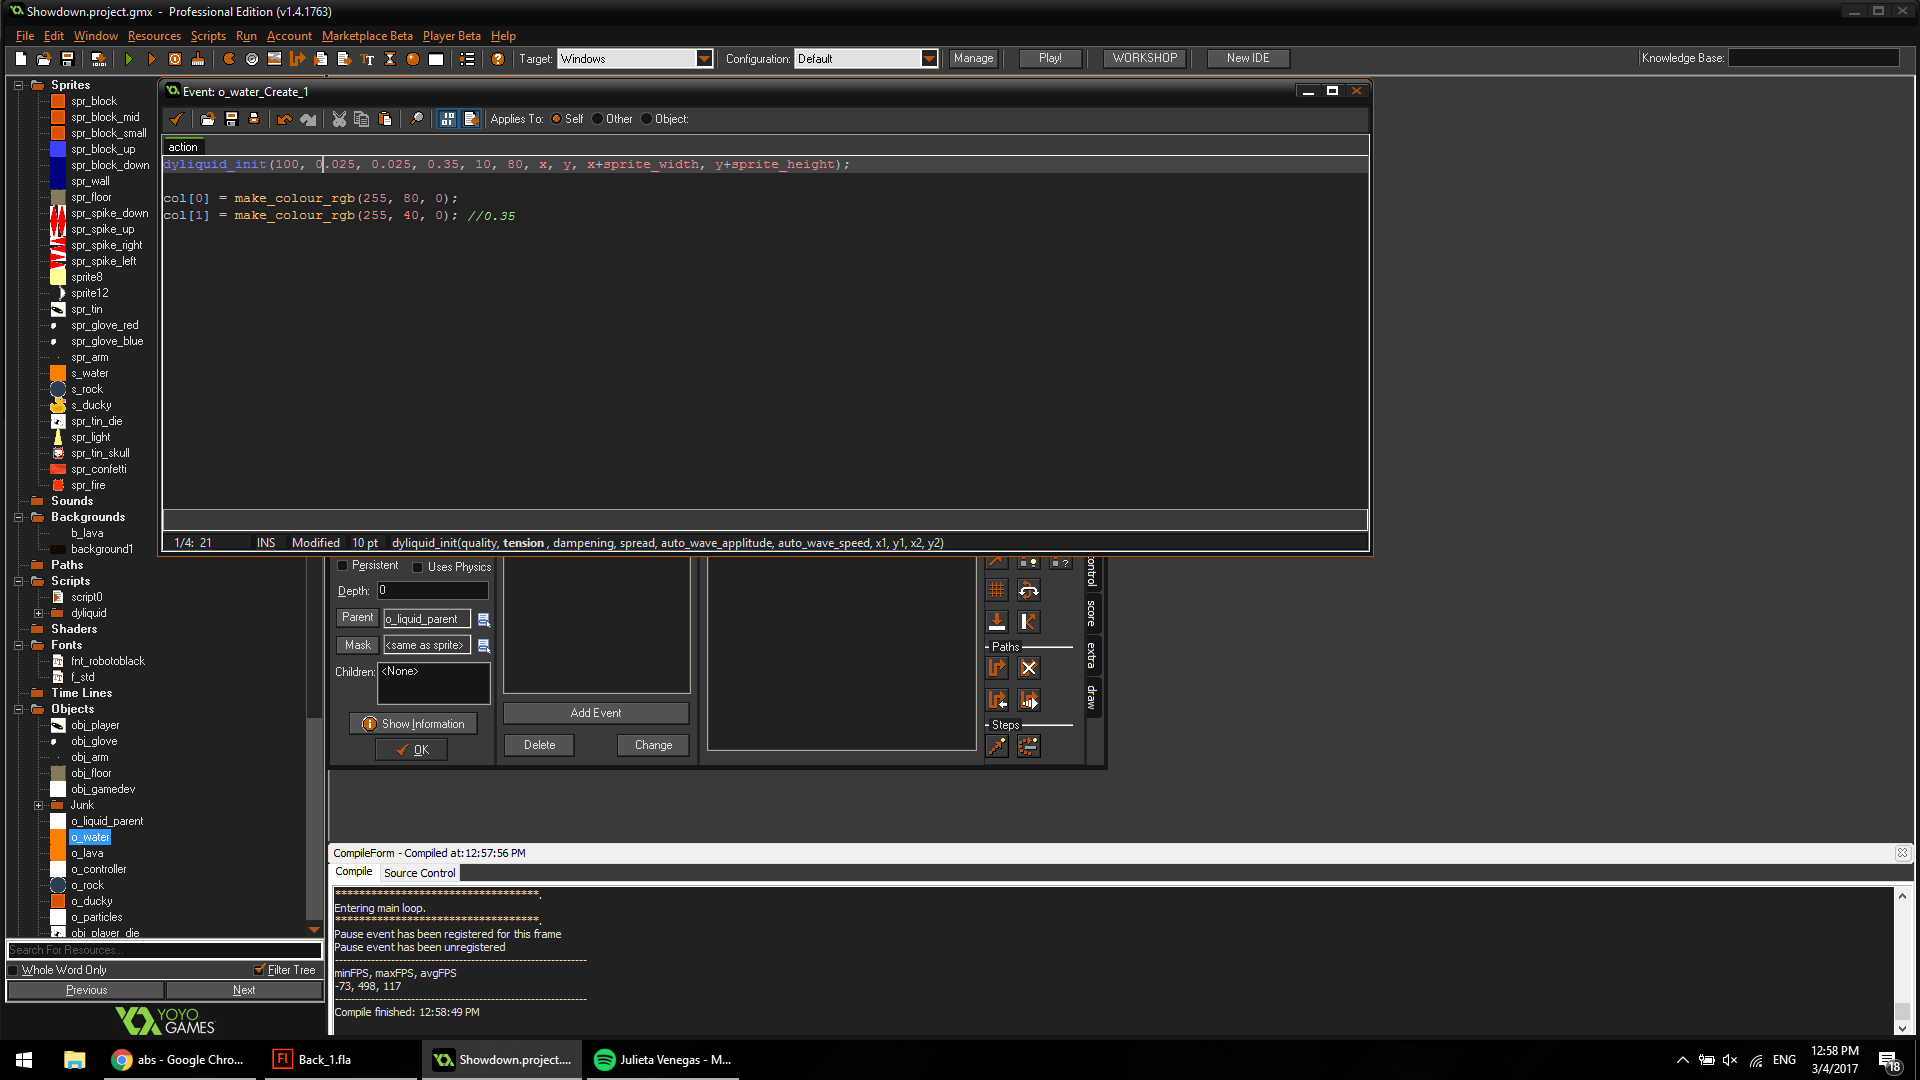 Showdown.project.gmx - Professional Edition (v1.4.1763)
File Edit Window Resources Scripts Run Account Marketplace Beta Player Beta Help
Target: Windows Configuration: Default Manage Play! WORKSHOP New IDE Knowledge Base:
Sprites
spr_block
spr_block_mid
spr_block_small
spr_block_up
spr_block_down
spr_wall
spr_floor
spr_spike_down
spr_spike_up
spr_spike_right
spr_spike_left
sprite8
sprite12
spr_tin
spr_glove_red
spr_glove_blue
spr_arm
s_water
s_rock
s_ducky
spr_tin_die
spr_light
spr_tin_skull
spr_confetti
spr_fire
Sounds
Backgrounds
b_lava
background1
Paths
Scripts
script0
dyliquid
Shaders
Fonts
fnt_robotoblack
f_std
Time Lines
Objects
obj_player
obj_glove
obj_arm
obj_floor
obj_gamedev
Junk
o_liquid_parent
o_water
o_lava
o_controller
o_rock
o_ducky
o_particles
obj_player_die
Search For Resources...
Whole Word Only Filter Tree
Previous Next
YOYO
GAMES
Event: o_water_Create_1
Applies To: Self Other Object:
action
dyliquid_init(100, 0.025, 0.025, 0.35, 10, 80, x, y, x+sprite_width, y+sprite_height);
col[0] = make_colour_rgb(255, 80, 0);
col[1] = make_colour_rgb(255, 40, 0); //0.35
1/4: 21 INS Modified 10 pt dyliquid_init(quality, tension , dampening, spread, auto_wave_applitude, auto_wave_speed, x1, y1, x2, y2)
Persistent Uses Physics
Depth: 0
Parent o_liquid_parent
Mask <same as sprite>
Children: <None>
Show Information
OK
Add Event
Delete Change
Paths
Steps
control
score
extra
draw
CompileForm - Compiled at:12:57:56 PM
Compile Source Control
***********************************.
Entering main loop.
***********************************.
Pause event has been registered for this frame
Pause event has been unregistered
minFPS, maxFPS, avgFPS
-73, 498, 117
Compile finished: 12:58:49 PM
abs - Google Chro...
Fl Back_1.fla
Showdown.project....
Julieta Venegas - M...
ENG
12:58 PM
3/4/2017
18